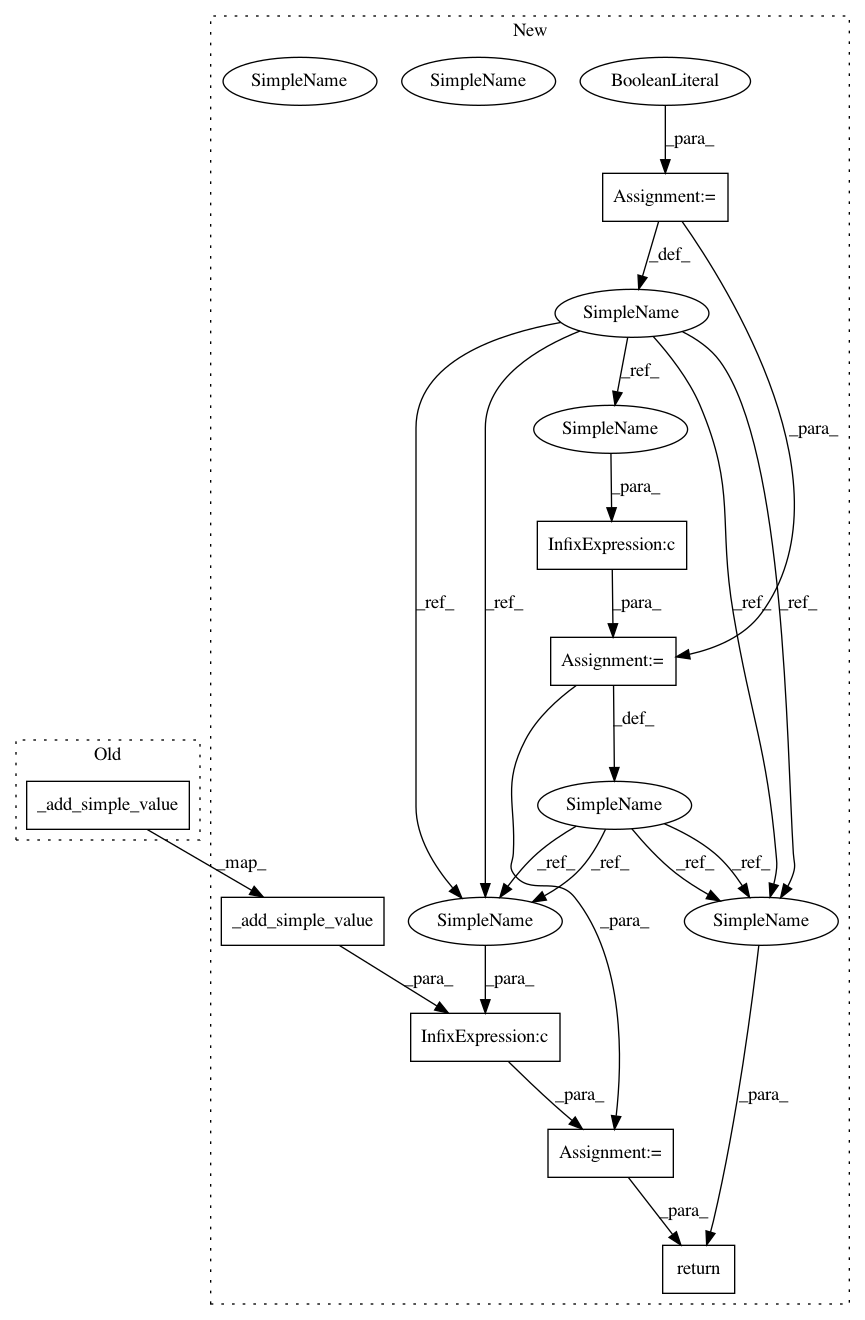 New
SimpleName
SimpleName
BooleanLiteral
_para_
Assignment:=
_def_
SimpleName
_ref_
SimpleName
_para_
_para_
InfixExpression:c
_ref_
_ref_
_para_
_ref_
_ref_
Assignment:=
_def_
Old
_add_simple_value
SimpleName
_map_
_ref_
_ref_
_ref_
_ref_
_add_simple_value
SimpleName
_para_
SimpleName
_para_
_para_
InfixExpression:c
_para_
_para_
Assignment:=
_para_
return